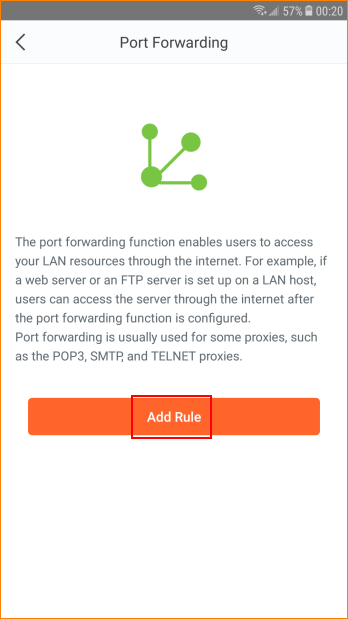 57% 00:20
Port Forwarding
The port forwarding function enables users to access
your LAN resources through the internet. For example, if
a web server or an FTP server is set up on a LAN host,
users can access the server through the internet after
the port forwarding function is configured.
Port forwarding is usually used for some proxies, such
as the POP3, SMTP, and TELNET proxies.
Add Rule